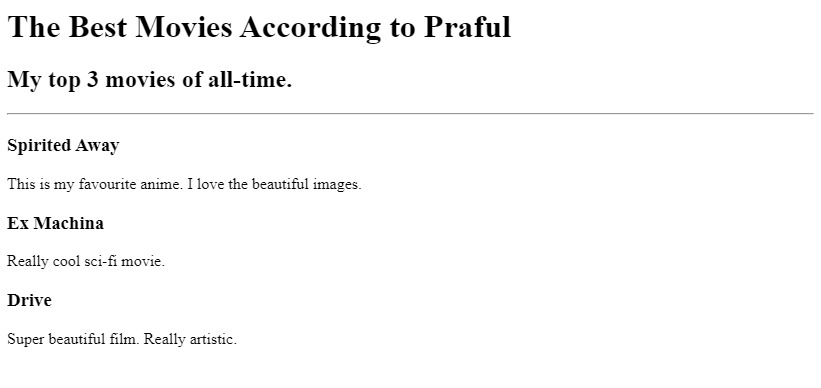 The Best Movies According to Praful
My top 3 movies of all-time.
Spirited Away
This is my favourite anime. I love the beautiful images.
Ex Machina
Really cool sci-fi movie.
Drive
Super beautiful film. Really artistic.